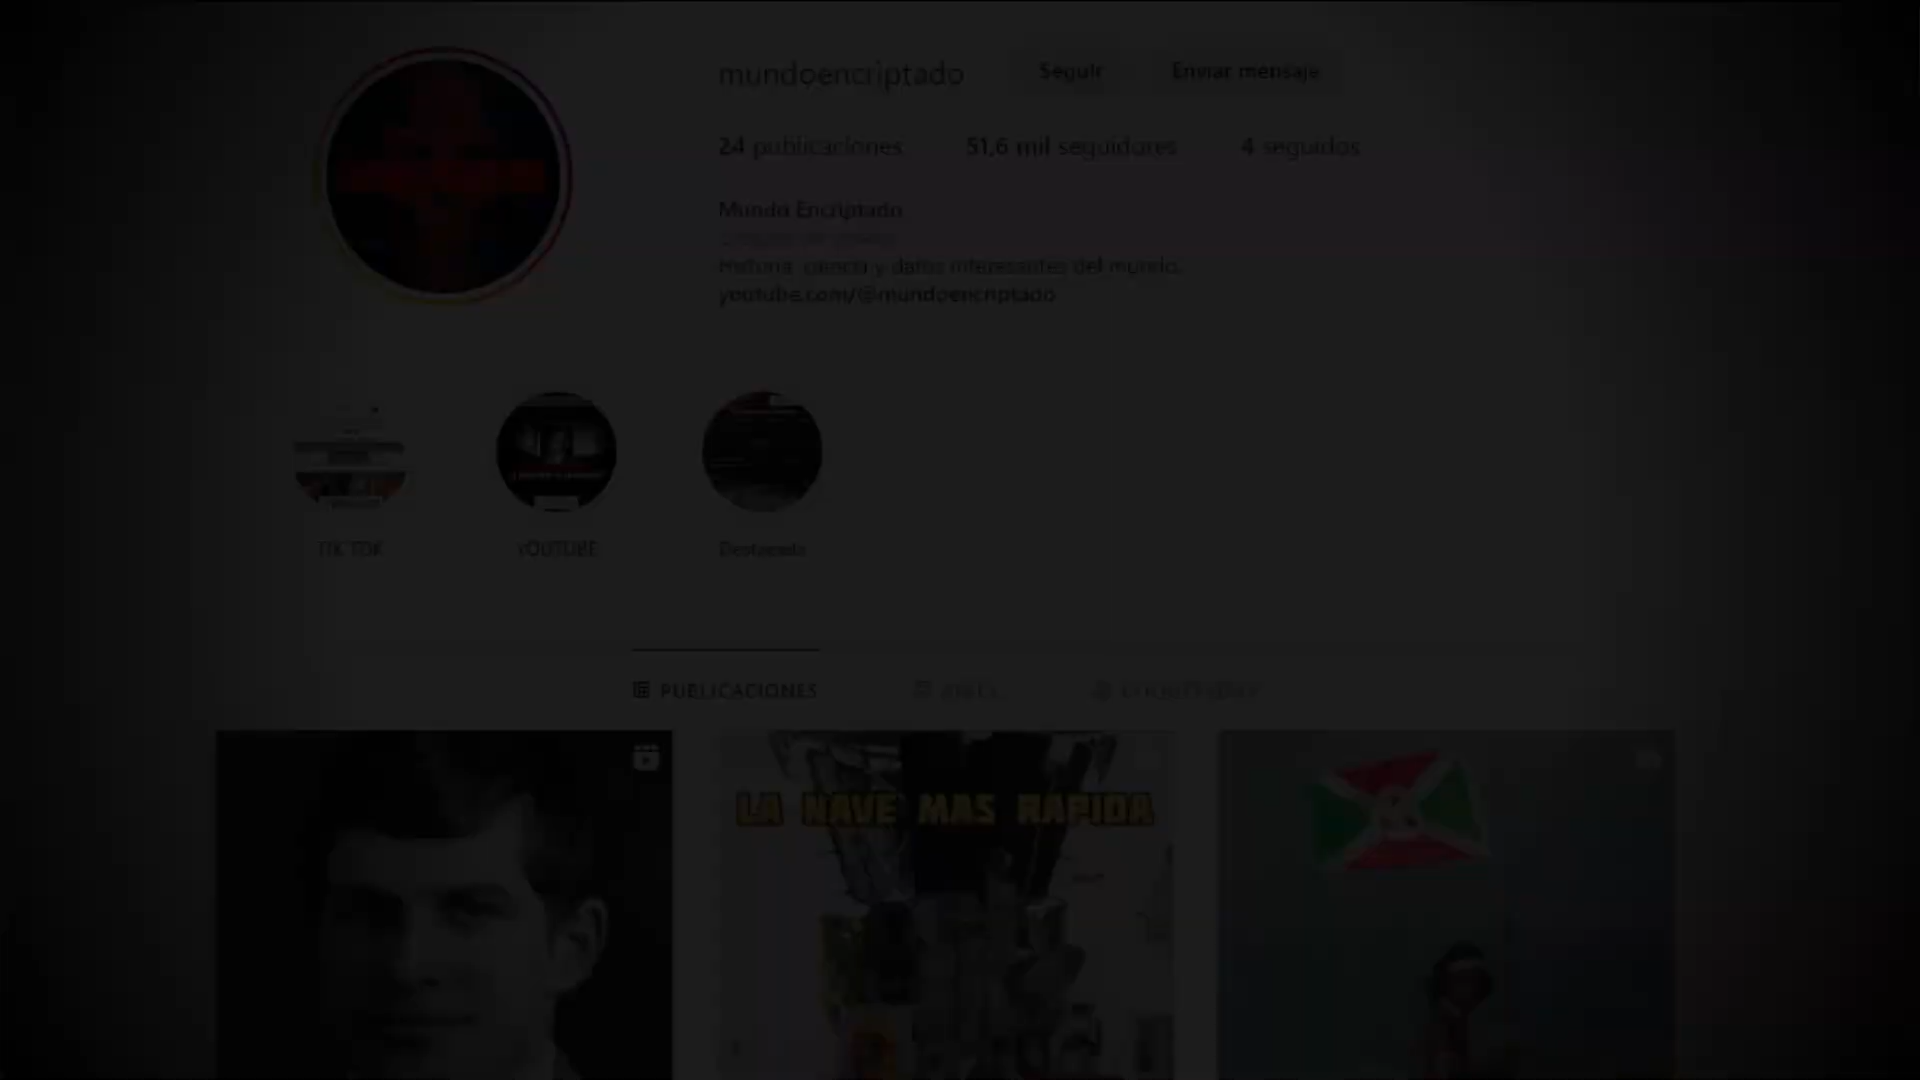 mundoencriptado Seguir Enviar mensaje
24 publicaciones 51,6 mil seguidores 4 seguidos
Mundo Encriptado
Historia, ciencia y datos interesantes del mundo.
youtube.com/@mundoencriptado
TIK TOK YOUTUBE Destacada
PUBLICACIONES
LA NAVE MAS RAPIDA